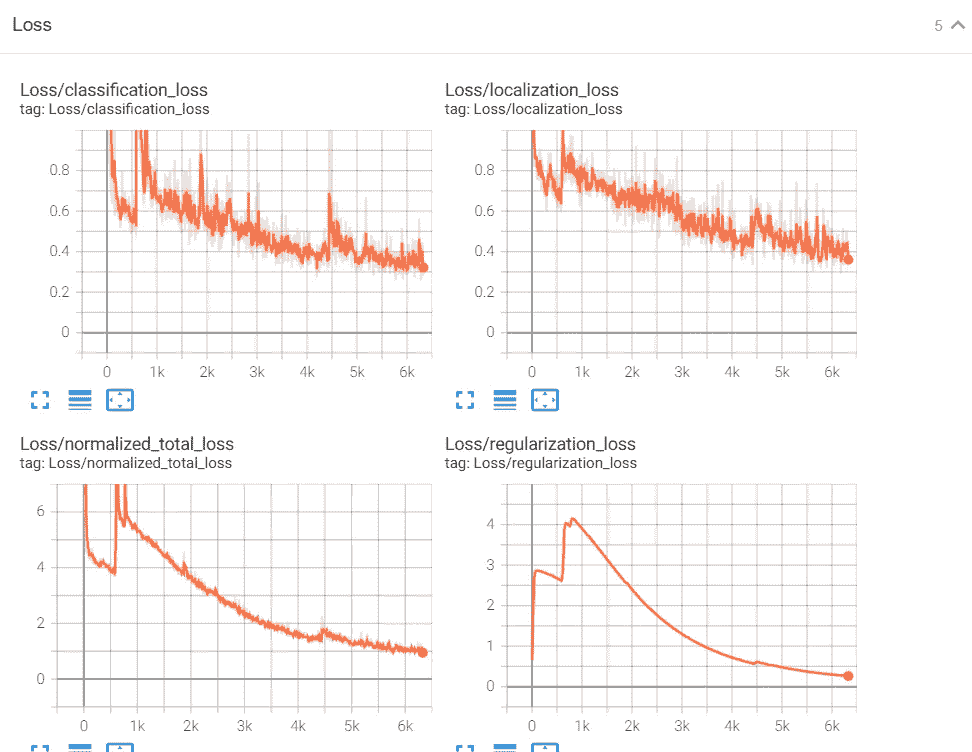 Loss 5
Loss/classification_loss
tag: Loss/classification_loss
0.8
0.6
0.4
0.2
0
0 1k 2k 3k 4k 5k 6k
Loss/localization_loss
tag: Loss/localization_loss
0.8
0.6
0.4
0.2
0
0 1k 2k 3k 4k 5k 6k
Loss/normalized_total_loss
tag: Loss/normalized_total_loss
6
4
2
0
0 1k 2k 3k 4k 5k 6k
Loss/regularization_loss
tag: Loss/regularization_loss
4
3
2
1
0
0 1k 2k 3k 4k 5k 6k